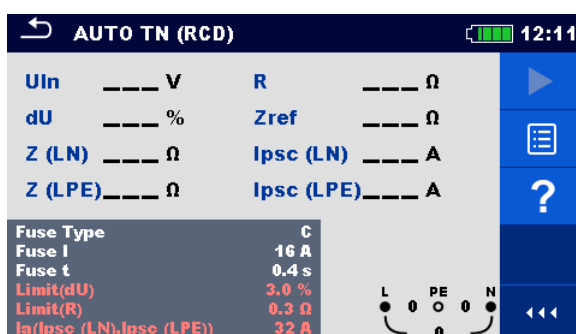 AUTO TN (RCD) 12:11
Uln ___ V R ___ Ω
dU ___ % Zref ___ Ω
Z (LN) ___ Ω Ipsc (LN) ___ A
Z (LPE)___ Ω Ipsc (LPE)___ A
?
Fuse Type C
Fuse I 16 A
Fuse t 0.4 s
Limit(dU) 3.0 %
Limit(R) 0.3 Ω
Ia(Ipsc (LN),Ipsc (LPE)) 32 A
L PE N
0 0
0